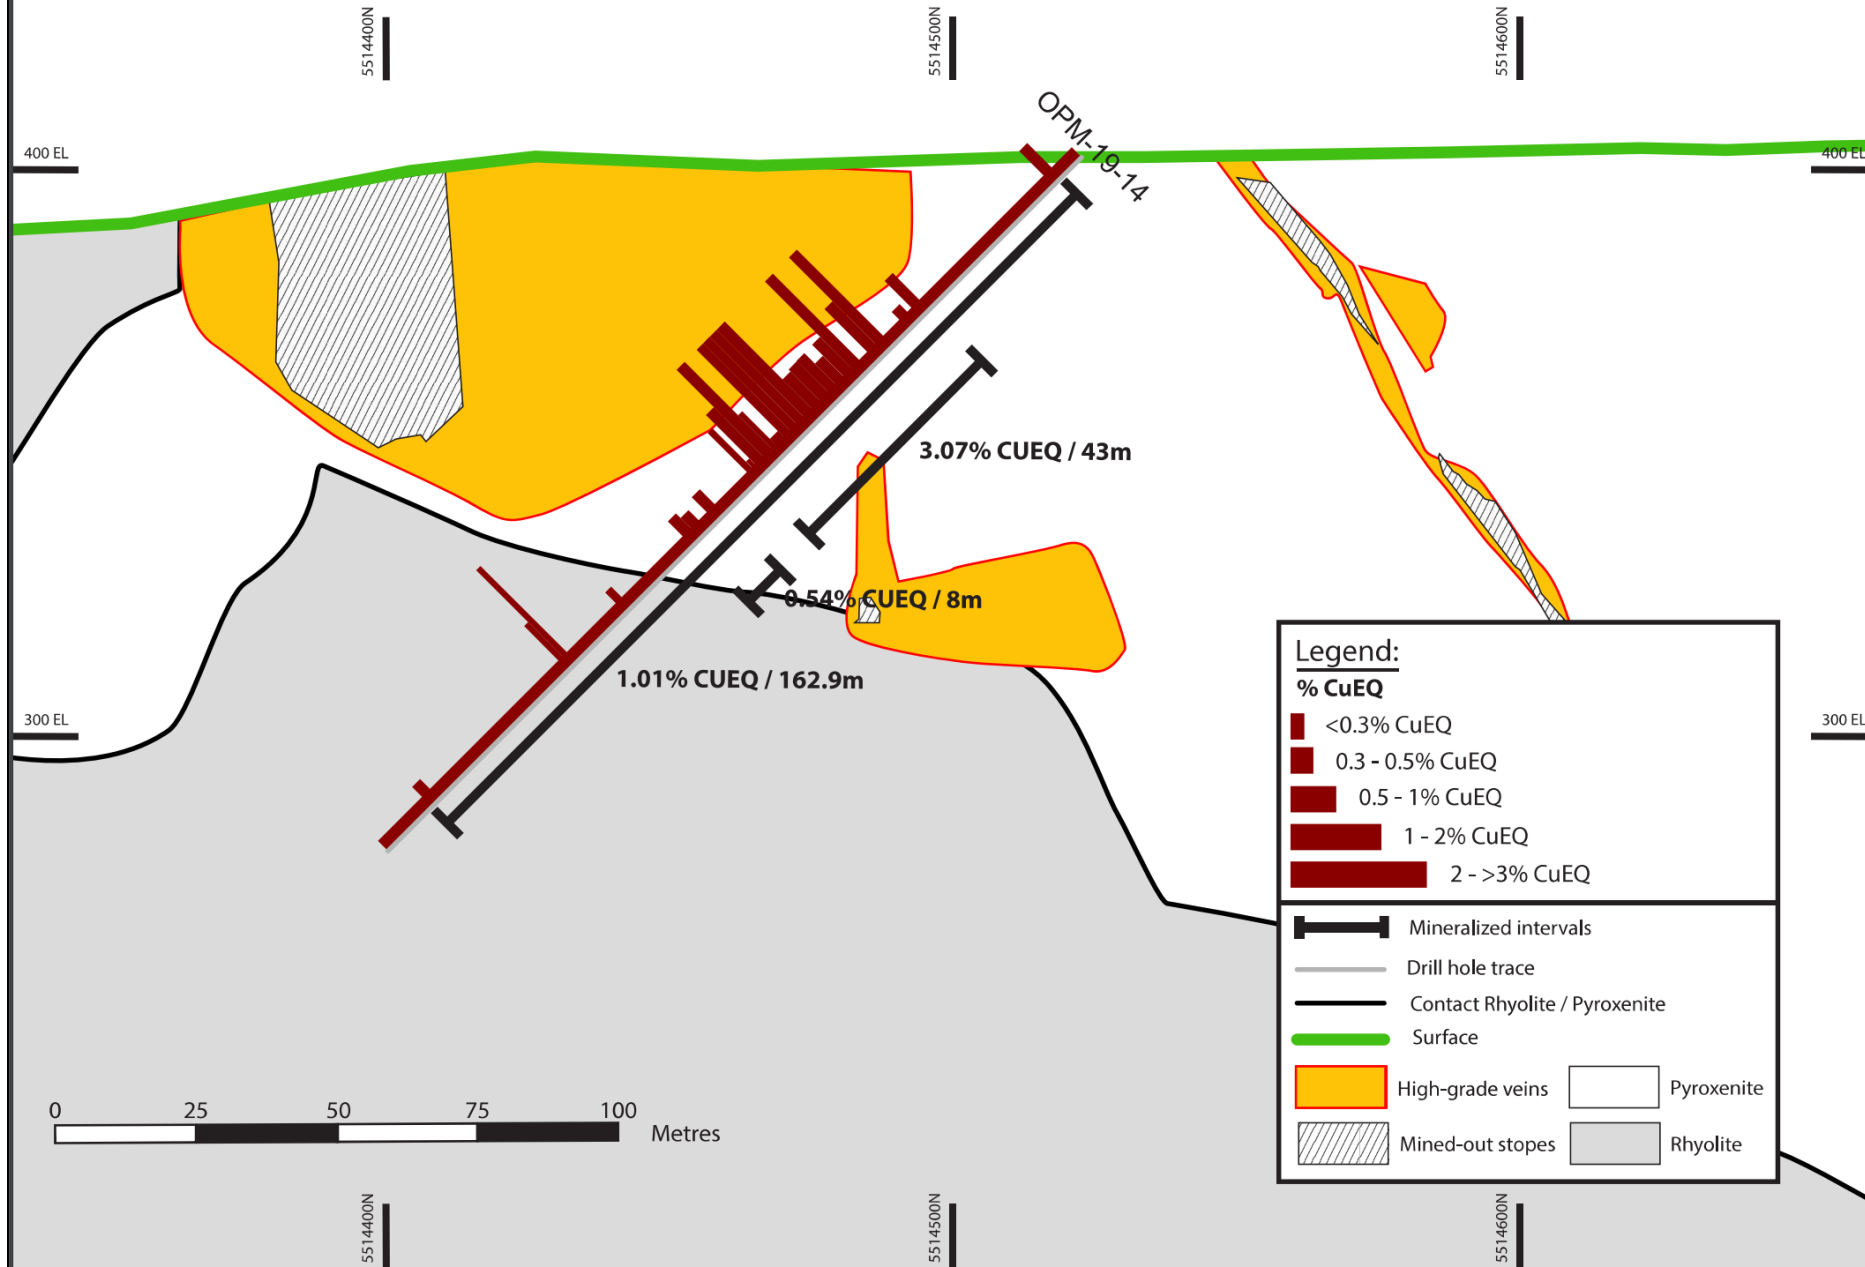 5514400N
5514500N
5514600N
OPM-19-14
400 EL
400 EL
3.07% CUEQ / 43m
0.54% CUEQ / 8m
1.01% CUEQ / 162.9m
300 EL
300 EL
Legend:
% CuEQ
<0.3% CuEQ
0.3 - 0.5% CuEQ
0.5 - 1% CuEQ
1 - 2% CuEQ
2 - >3% CuEQ
Mineralized intervals
Drill hole trace
Contact Rhyolite / Pyroxenite
Surface
High-grade veins
Pyroxenite
Mined-out stopes
Rhyolite
0 25 50 75 100
Metres
5514400N
5514500N
5514600N